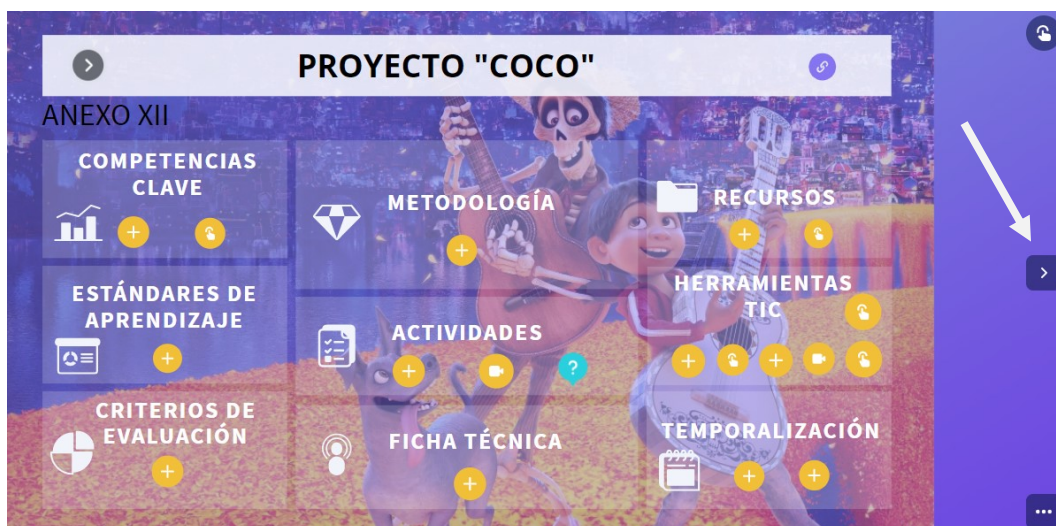 PROYECTO "COCO"
ANEXO XII
COMPETENCIAS
CLAVE
METODOLOGÍA
RECURSOS
ESTÁNDARES DE
APRENDIZAJE
ACTIVIDADES
?
HERRAMIENTAS
TIC
CRITERIOS DE
EVALUACIÓN
FICHA TÉCNICA
TEMPORALIZACIÓN